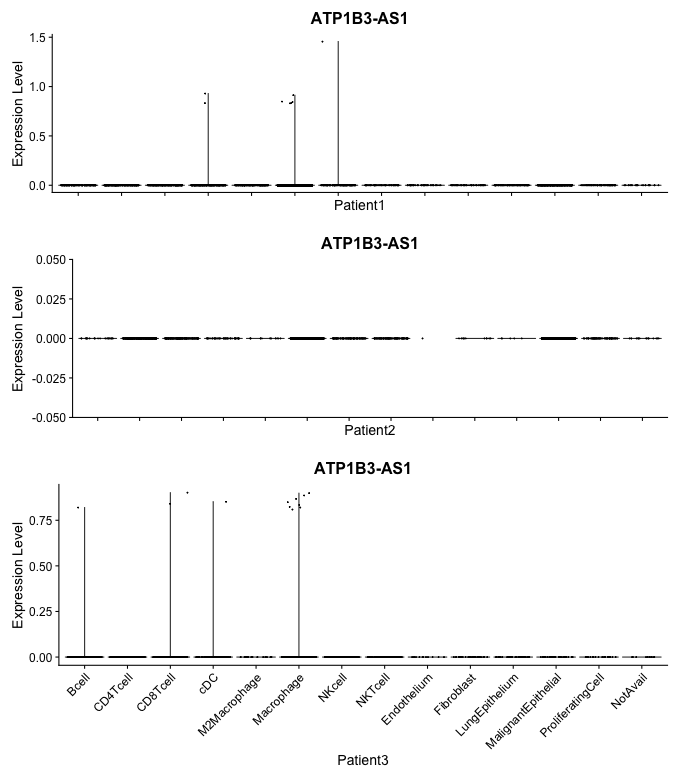 ATP1B3-AS1
Expression Level
1.5
1.0
0.5
0.0
Patient1
ATP1B3-AS1
Expression Level
0.050
0.025
0.000
-0.025
-0.050
Patient2
ATP1B3-AS1
Expression Level
0.75
0.50
0.25
0.00
Bcell
CD4Tcell
CD8Tcell
cDC
M2Macrophage
Macrophage
NKcell
NKTcell
Endothelium
Fibroblast
LungEpithelium
MalignantEpithelial
ProliferatingCell
NotAvail
Patient3